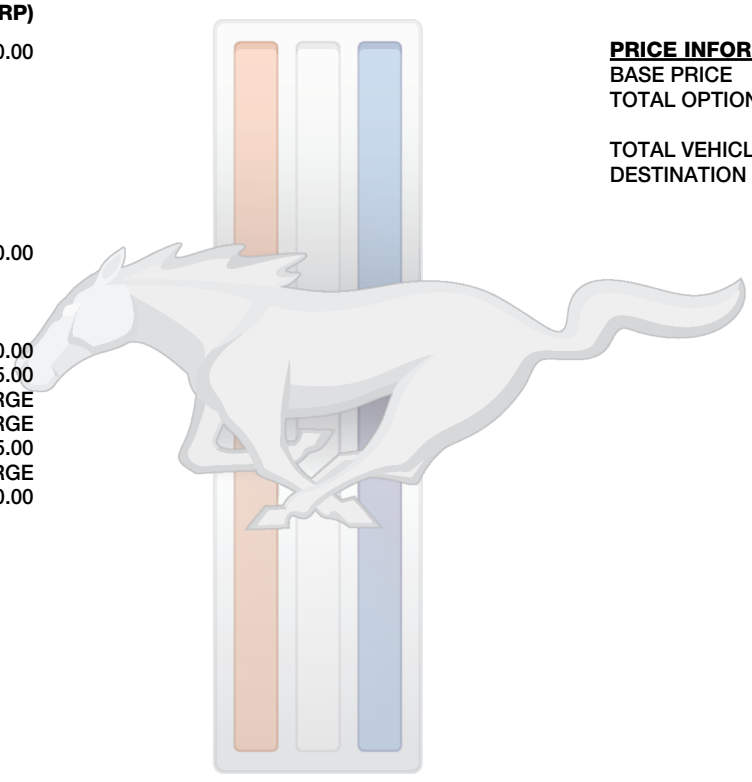 RP)
0.00
0.00
0.00
5.00
RGE
RGE
5.00
RGE
0.00
PRICE INFOR
BASE PRICE
TOTAL OPTION
TOTAL VEHICL
DESTINATION